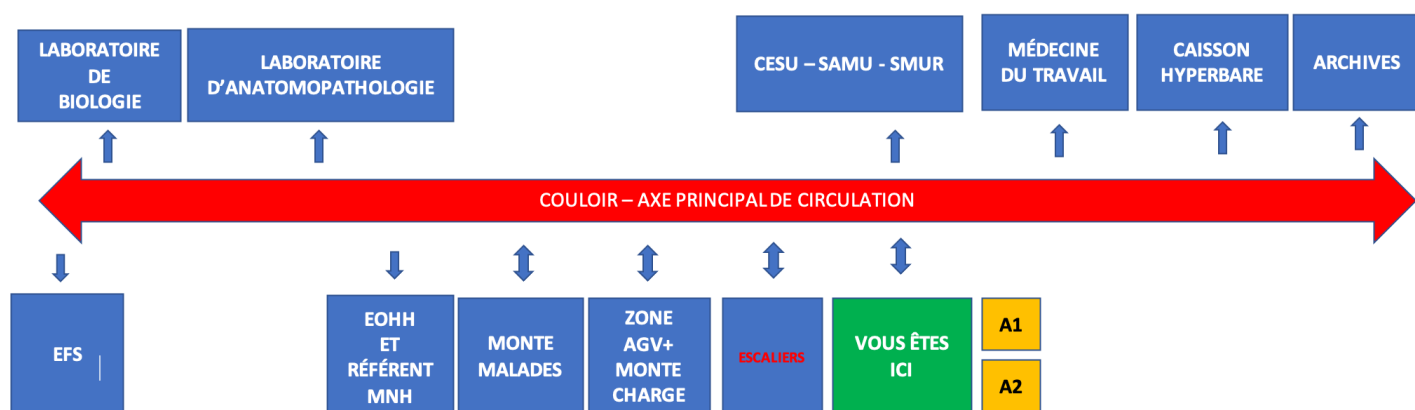 LABORATOIRE
DE
BIOLOGIE
LABORATOIRE
D'ANATOMOPATHOLOGIE
CESU – SAMU - SMUR
MÉDECINE
DU TRAVAIL
CAISSON
HYPERBARE
ARCHIVES
COULOIR – AXE PRINCIPAL DE CIRCULATION
EFS
EOHH
ET
RÉFÉRENT
MNH
MONTE
MALADES
ZONE
AGV+
MONTE
CHARGE
ESCALIERS
VOUS ÊTES
ICI
A1
A2